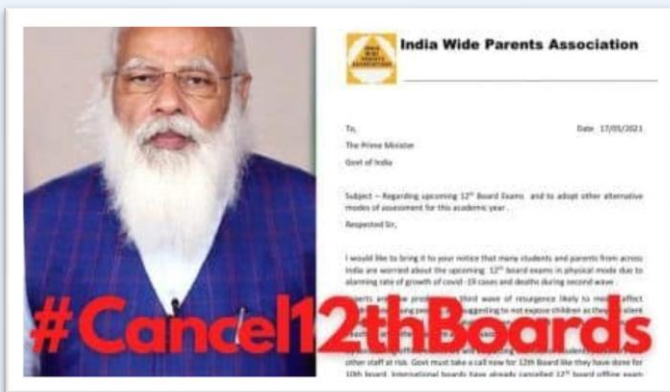 India Wide Parents Association
INDIA WIDE PARENTS ASSOCIATION
To,
Date 17/05/2021
The Prime Minister
Govt of India
Subject – Regarding upcoming 12th Board Exams and to adopt other alternative
modes of assessment for this academic year .
Respected Sir,
I would like to bring it to your notice that many students and parents from across
India are worried about the upcoming 12th board exams in physical mode due to
alarming rate of growth of covid -19 cases and deaths during second wave .
third wave of resurgence likely to affect
suggesting to not expose children as they
#Cancel12thBoards
other staff at risk. Govt must take a call now for 12th Board like they have done for
10th board. International boards have already cancelled 12th board offline exam